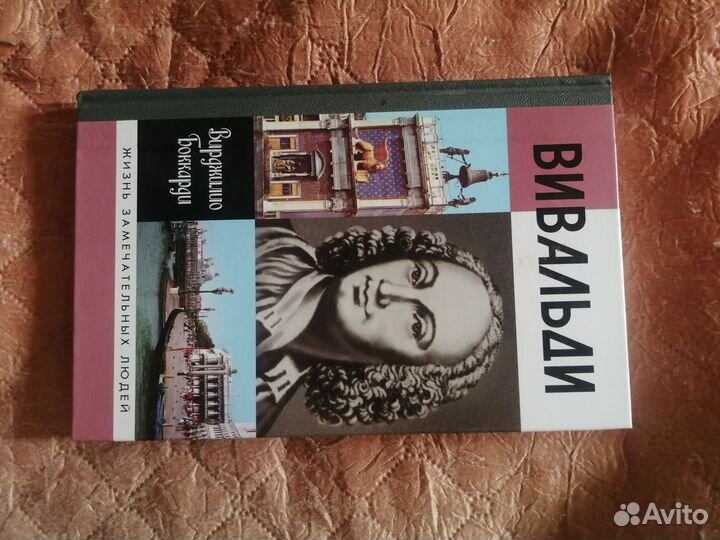 Вирджилио
Боккарди
ВИВАЛЬДИ
ЖИЗНЬ ЗАМЕЧАТЕЛЬНЫХ ЛЮДЕЙ
Avito